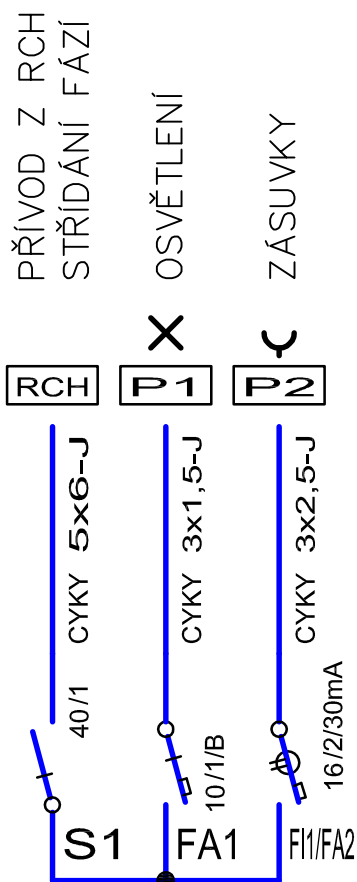 PŘÍVOD Z RCH
STŘÍDÁNÍ FÁZÍ
OSVĚTLENÍ
ZÁSUVKY
RCH
P1
P2
CYKY 5x6-J
CYKY 3x1,5-J
CYKY 3x2,5-J
40/1
10/1/B
16/2/30mA
S1
FA1
FI1/FA2